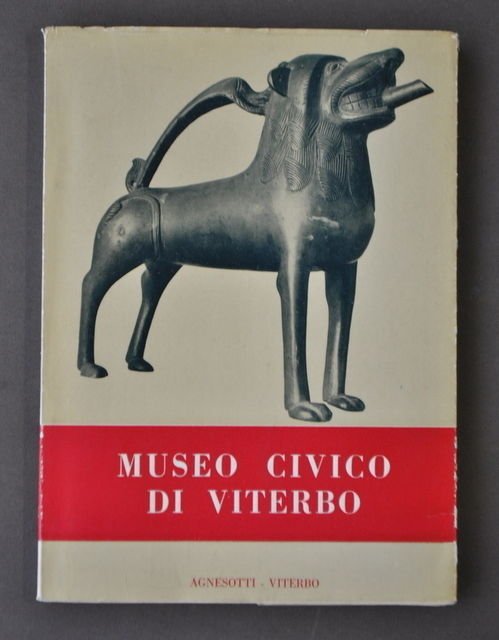 MUSEO CIVICO
DI VITERBO
AGNESOTTI - VITERBO